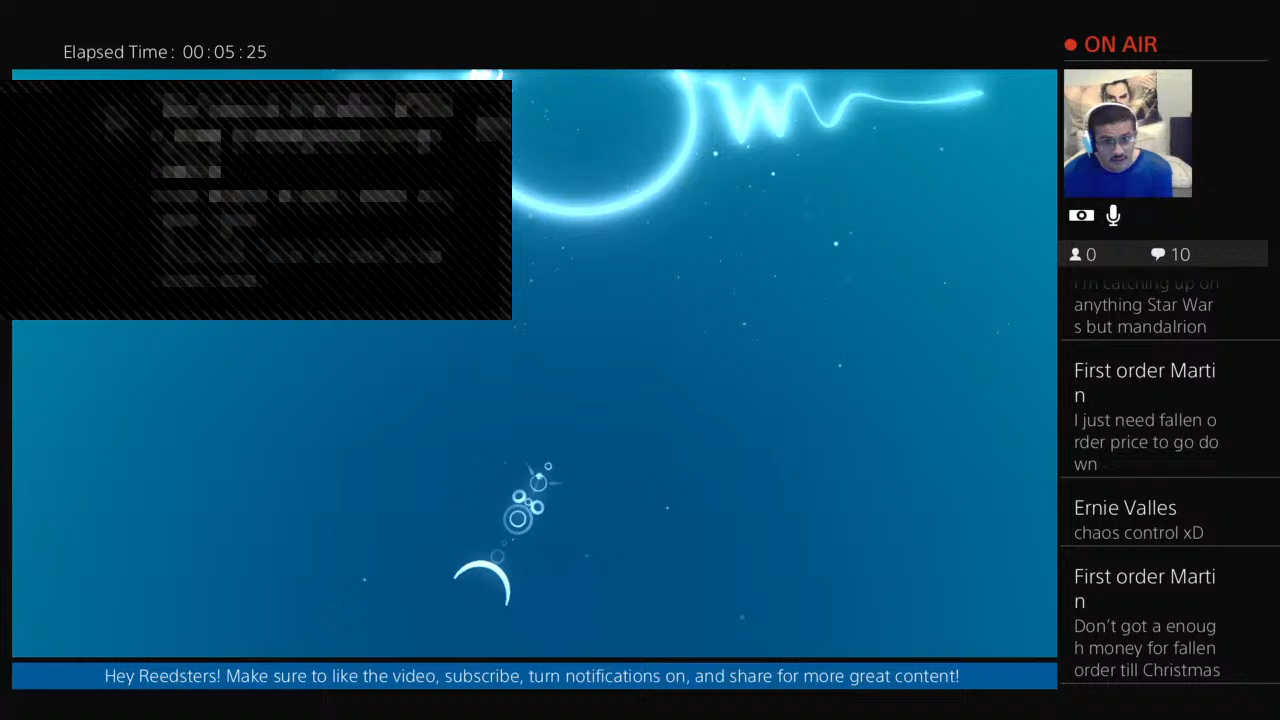 Elapsed Time: 00:05:25
ON AIR
0
10
I'm catching up on
anything Star War
s but mandalrion
First order Marti
n
I just need fallen o
rder price to go do
wn
Ernie Valles
chaos control xD
First order Marti
n
Don't got a enoug
h money for fallen
order till Christmas
Hey Reedsters! Make sure to like the video, subscribe, turn notifications on, and share for more great content!